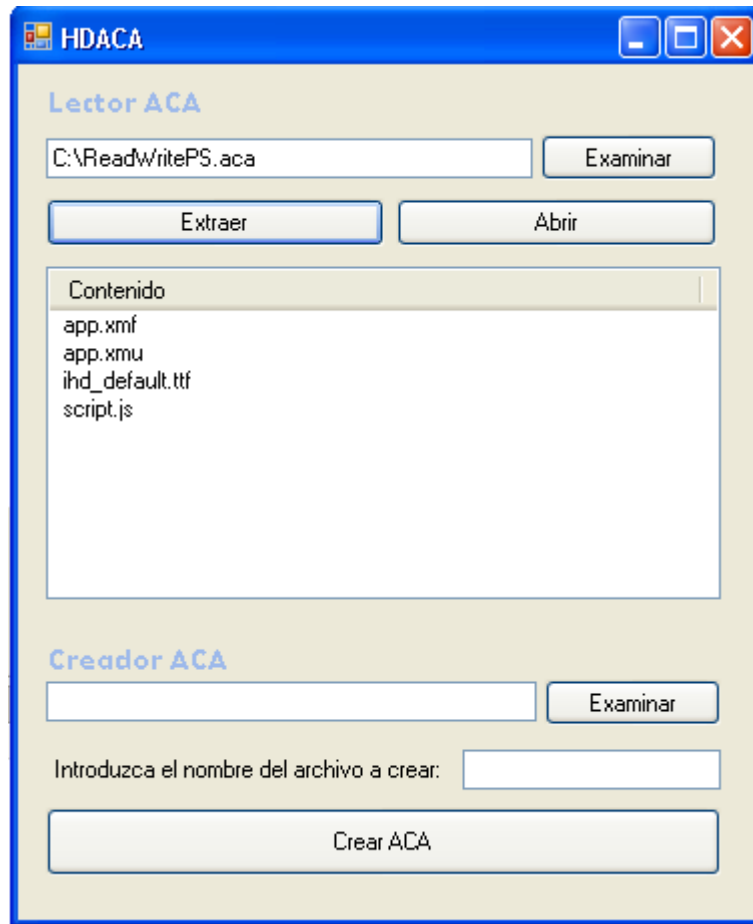 HDACA
Lector ACA
C:\ReadWritePS.aca Examinar
Extraer Abrir
Contenido
app.xmf
app.xmu
ihd_default.ttf
script.js
Creador ACA
Examinar
Introduzca el nombre del archivo a crear:
Crear ACA